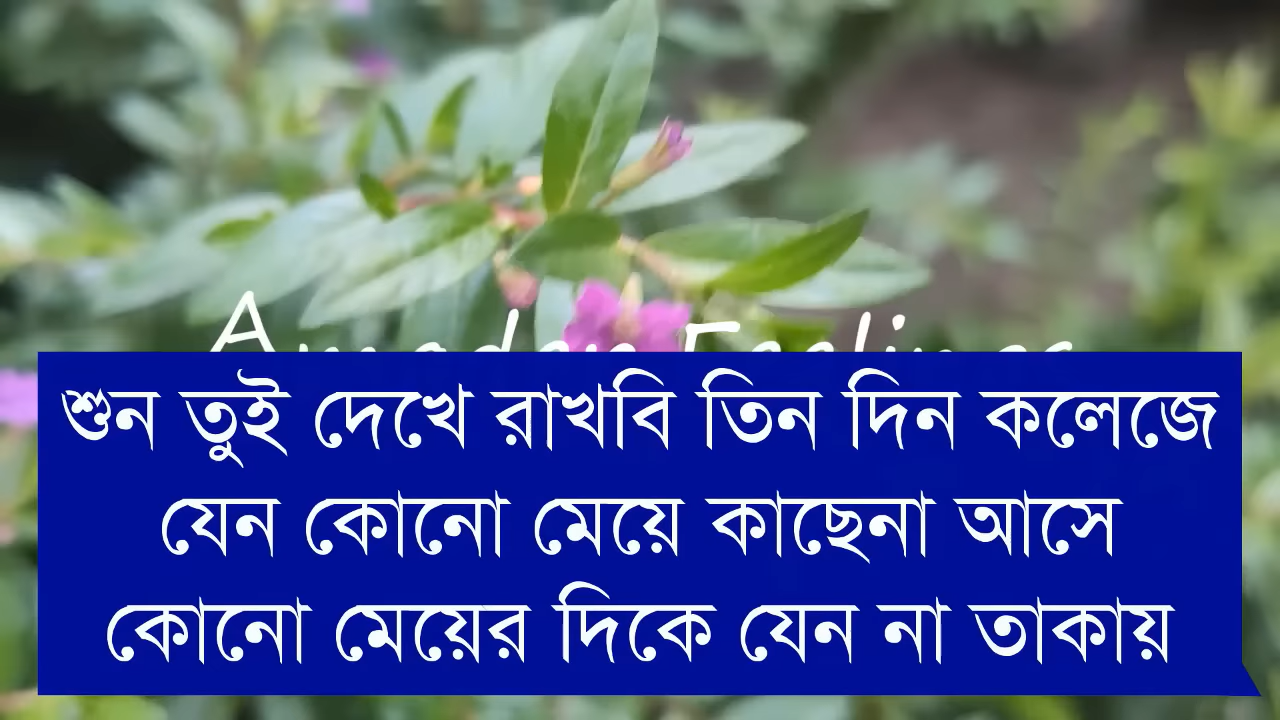 শুন তুই দেখে রাখবি তিন দিন কলেজে
যেন কোনো মেয়ে কাছেনা আসে
কোনো মেয়ের দিকে যেন না তাকায়